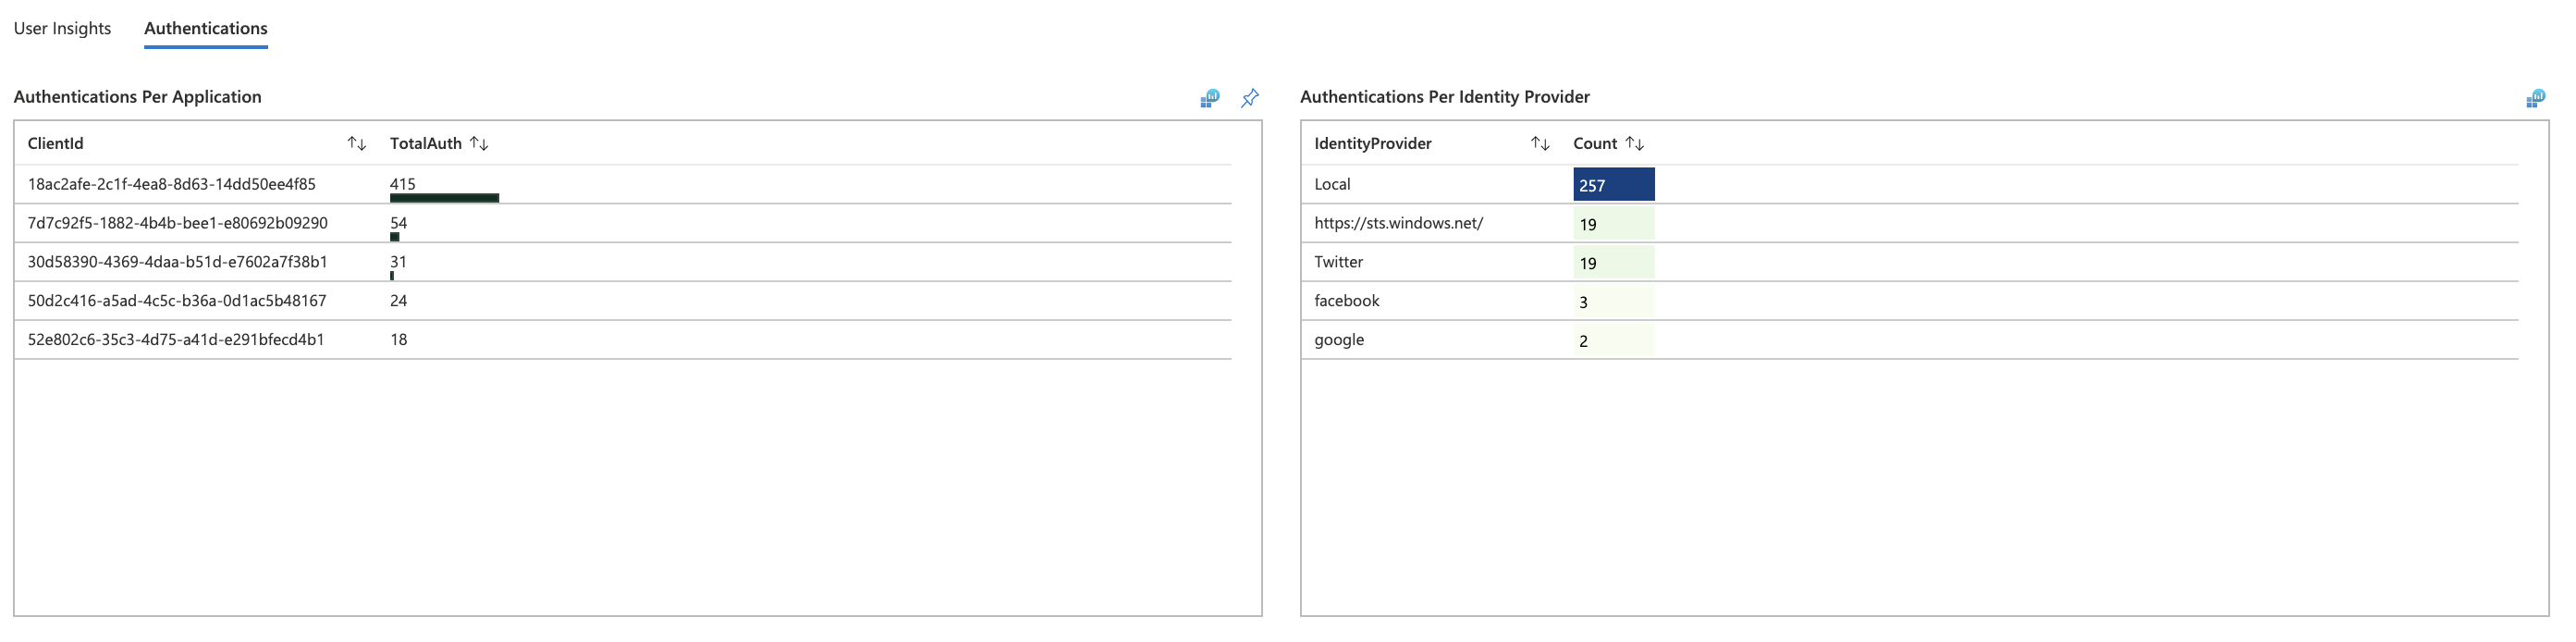 User Insights Authentications
Authentications Per Application
ClientId TotalAuth
18ac2afe-2c1f-4ea8-8d63-14dd50ee4f85 415
7d7c92f5-1882-4b4b-bee1-e80692b09290 54
30d58390-4369-4daa-b51d-e7602a7f38b1 31
50d2c416-a5ad-4c5c-b36a-0d1ac5b48167 24
52e802c6-35c3-4d75-a41d-e291bfecd4b1 18
Authentications Per Identity Provider
IdentityProvider Count
Local 257
https://sts.windows.net/ 19
Twitter 19
facebook 3
google 2